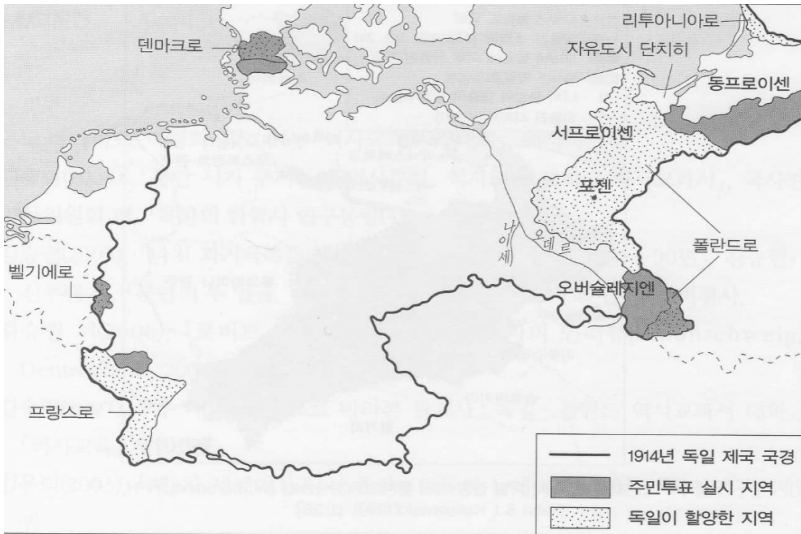 리투아니아로
덴마크로
자유도시 단치히
동프로이센
서프로이센
포젠
나이세
오데르
폴란드로
벨기에로
오버슐레지엔
프랑스로
1914년 독일 제국 국경
주민투표 실시 지역
독일이 할양한 지역